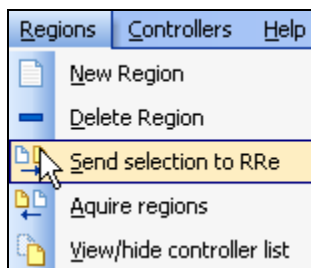 Regions Controllers Help
New Region
Delete Region
Send selection to RRe
Aquire regions
View/hide controller list